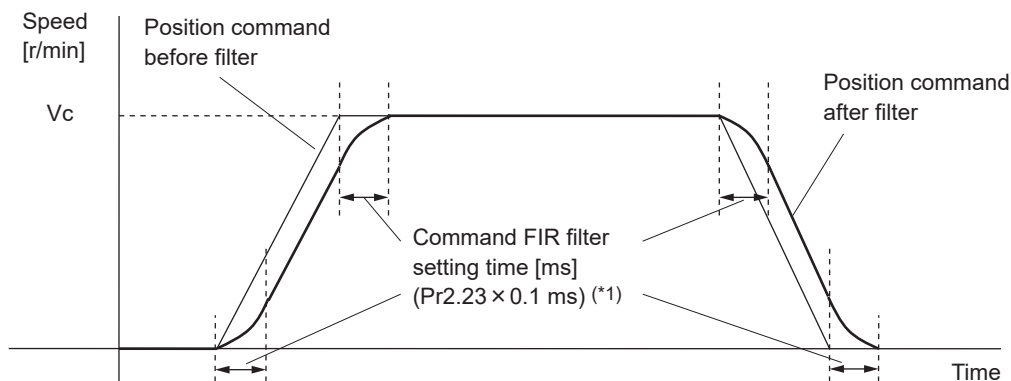 Speed
[r/min]
Position command
before filter
Position command
after filter
Vc
Command FIR filter
setting time [ms]
(Pr2.23 × 0.1 ms) (*1)
Time